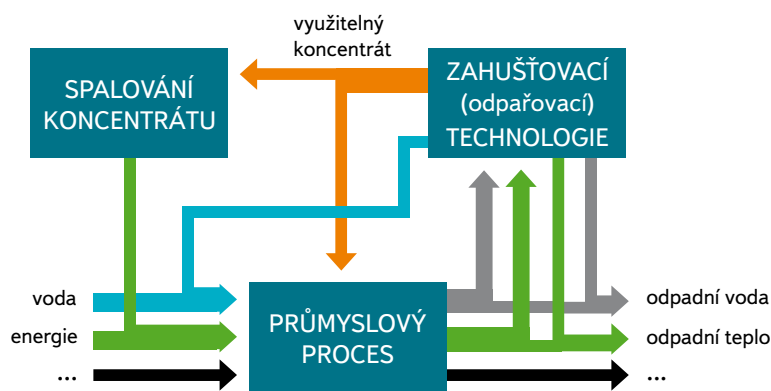 využitelný
koncentrát
SPALOVÁNÍ
KONCENTRÁTU
ZAHUŠŤOVACÍ
(odpařovací)
TECHNOLOGIE
voda
energie
...
PRŮMYSLOVÝ
PROCES
odpadní voda
odpadní teplo
...